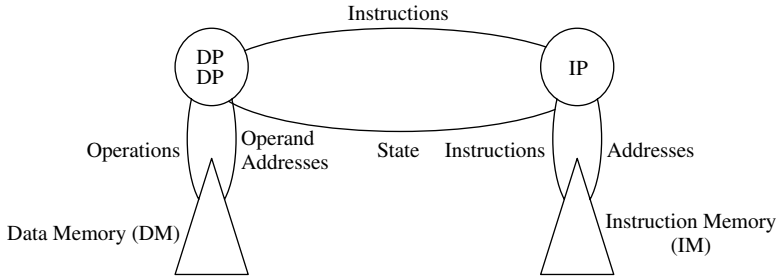 Instructions
DP
DP
IP
Operations
Operand
Addresses
State
Instructions
Addresses
Data Memory (DM)
Instruction Memory
(IM)